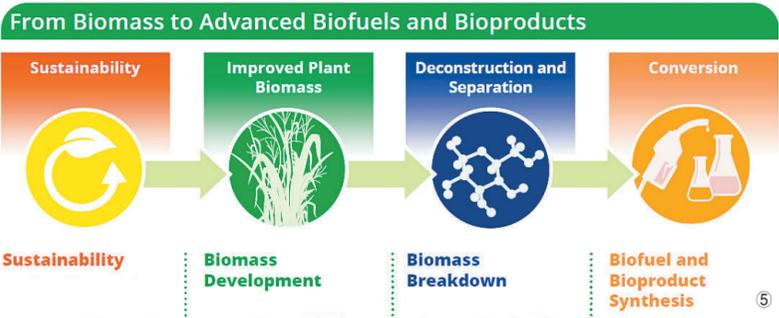 From Biomass to Advanced Biofuels and Bioproducts
Sustainability
Improved Plant
Biomass
Deconstruction and
Separation
Conversion
Sustainability
Biomass
Development
Biomass
Breakdown
Biofuel and
Bioproduct
Synthesis
⑤